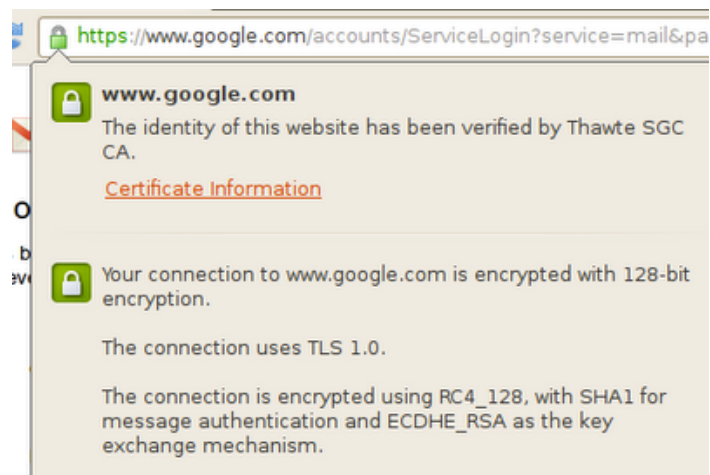 https://www.google.com/accounts/ServiceLogin?service=mail&pa
www.google.com
The identity of this website has been verified by Thawte SGC
CA.
Certificate Information
Your connection to www.google.com is encrypted with 128-bit
encryption.
The connection uses TLS 1.0.
The connection is encrypted using RC4_128, with SHA1 for
message authentication and ECDHE_RSA as the key
exchange mechanism.